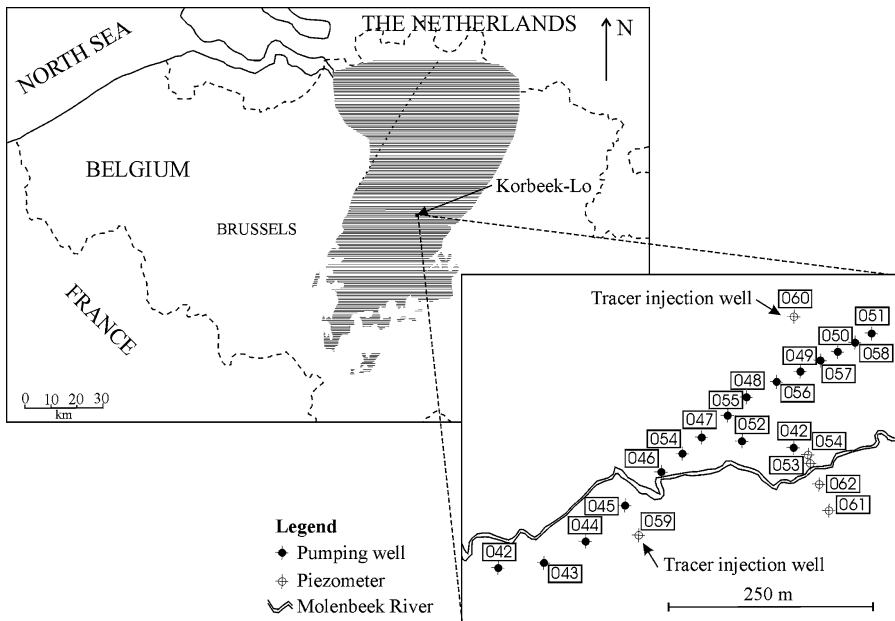 THE NETHERLANDS
NORTH SEA
N
BELGIUM
Korbeek-Lo
BRUSSELS
FRANCE
0 10 20 30
km
Tracer injection well
060
051
050
058
049
057
056
048
055
047
052
042
054
054
053
046
062
061
045
059
044
042
043
Tracer injection well
250 m
Legend
Pumping well
Piezometer
Molenbeek River